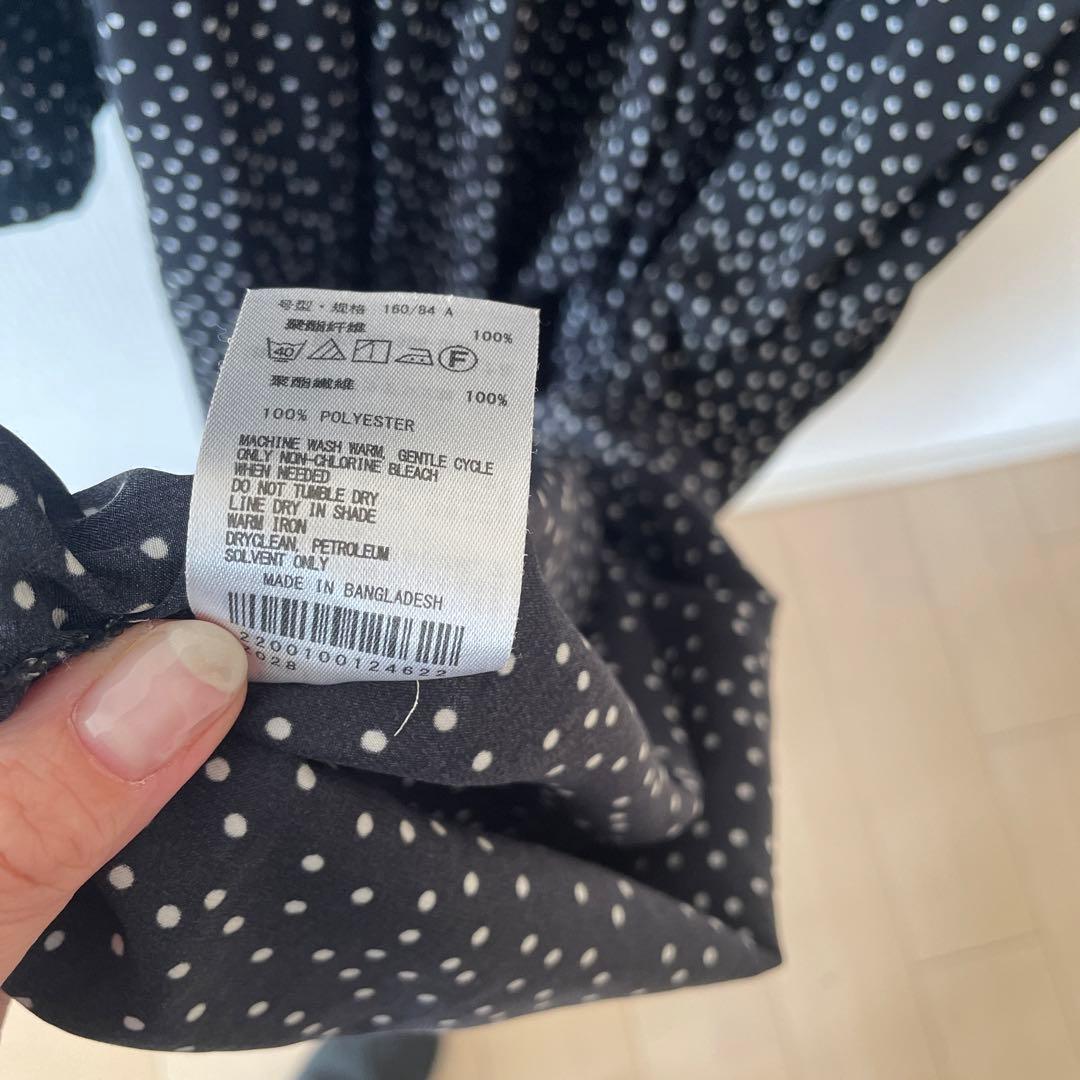 号型・规格 160/84 A
聚酯纤维 100%
40 F
聚酯纖維 100%
100% POLYESTER
MACHINE WASH WARM, GENTLE CYCLE
ONLY NON-CHLORINE BLEACH
WHEN NEEDED
DO NOT TUMBLE DRY
LINE DRY IN SHADE
WARM IRON
DRYCLEAN, PETROLEUM
SOLVENT ONLY
MADE IN BANGLADESH
2200100124622